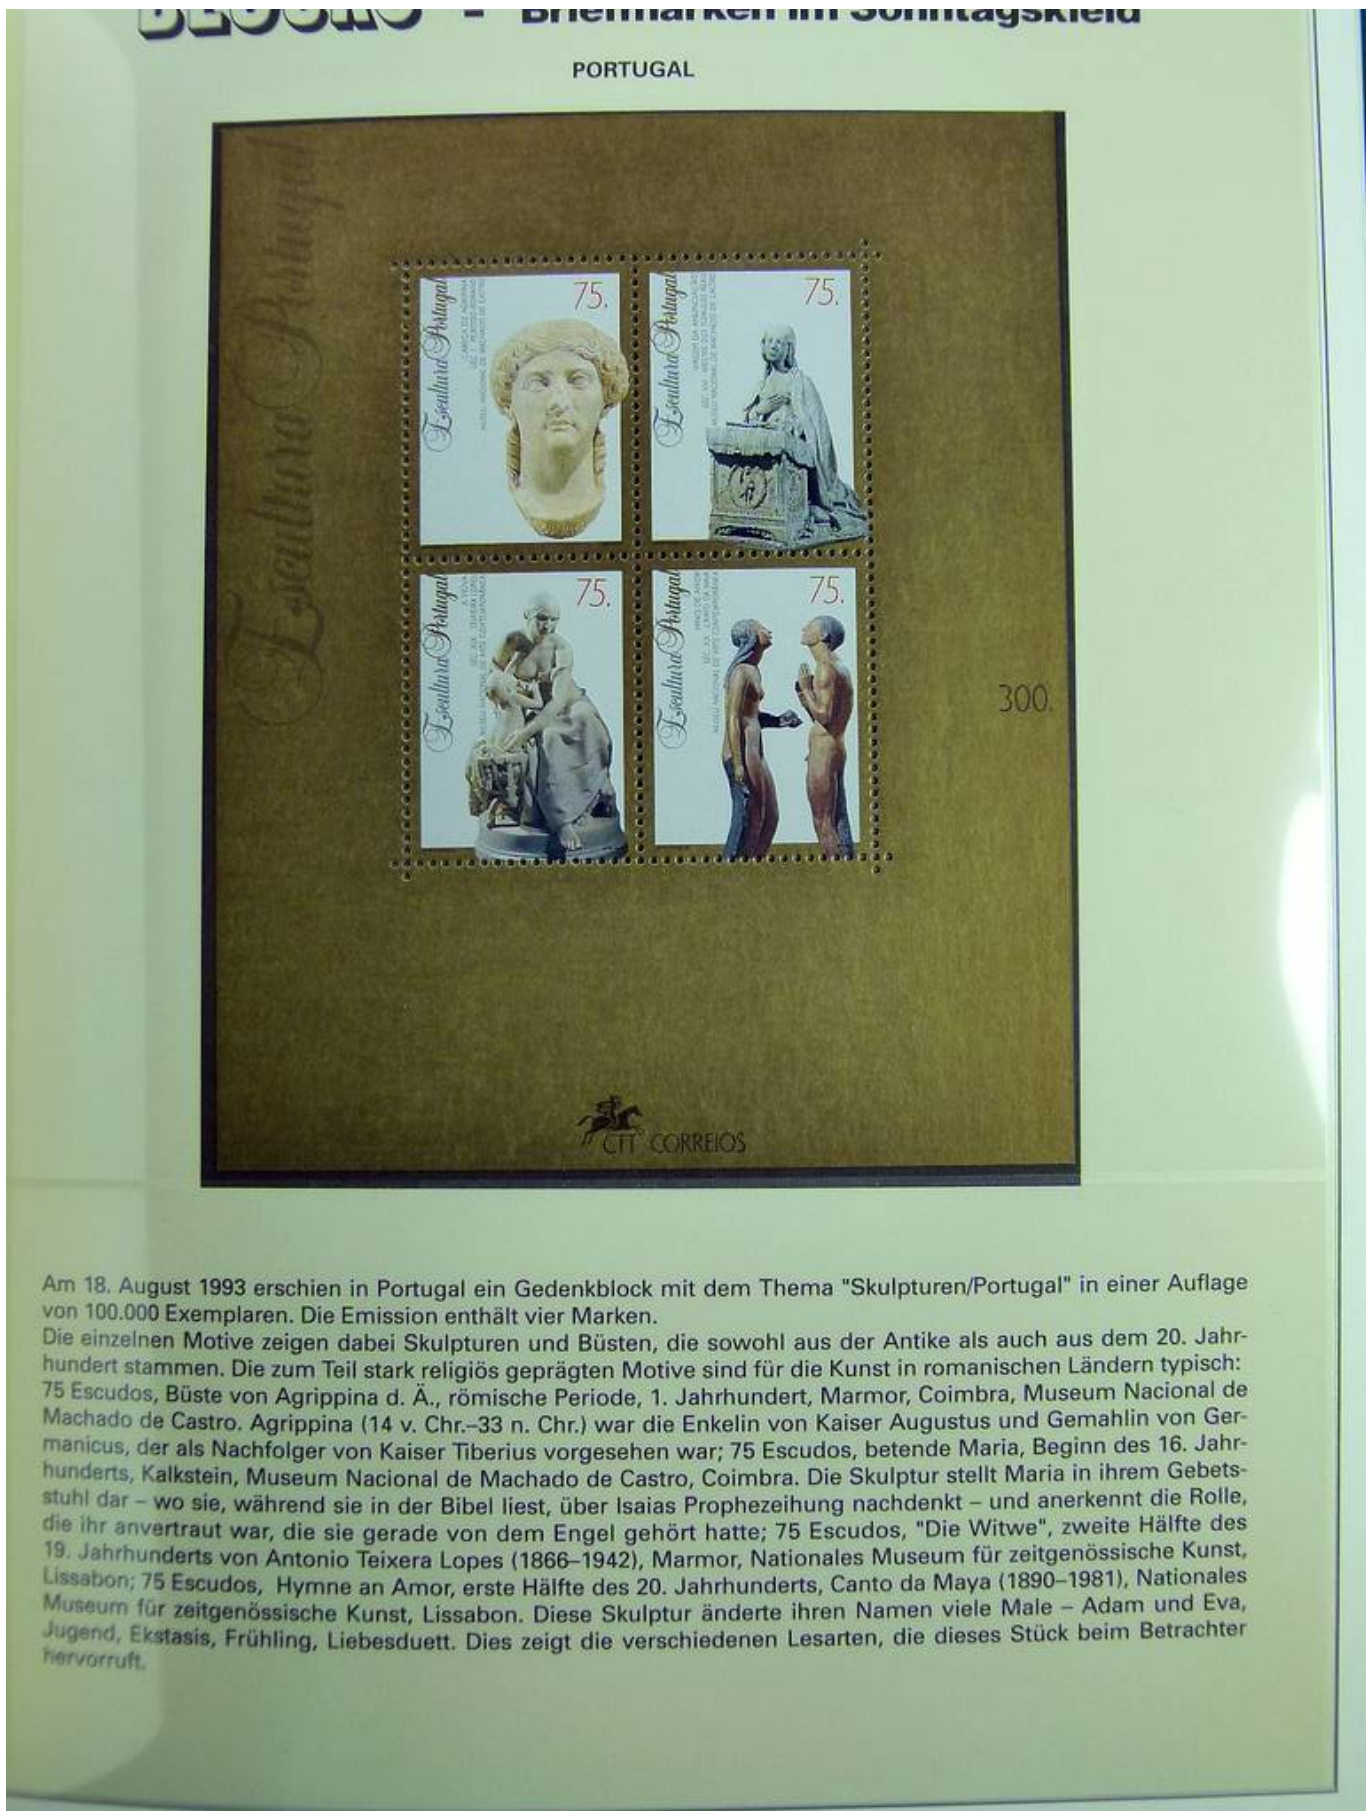 BLOCKS - Briefmarken im Sonntagskleid
PORTUGAL
Escultura Portugal
Escultura Portugal
75.
Escultura Portugal
75.
Escultura Portugal
75.
Escultura Portugal
75.
300.
CTT CORREIOS
Am 18. August 1993 erschien in Portugal ein Gedenkblock mit dem Thema "Skulpturen/Portugal" in einer Auflage
von 100.000 Exemplaren. Die Emission enthält vier Marken.
Die einzelnen Motive zeigen dabei Skulpturen und Büsten, die sowohl aus der Antike als auch aus dem 20. Jahr-
hundert stammen. Die zum Teil stark religiös geprägten Motive sind für die Kunst in romanischen Ländern typisch:
75 Escudos, Büste von Agrippina d. Ä., römische Periode, 1. Jahrhundert, Marmor, Coimbra, Museum Nacional de
Machado de Castro. Agrippina (14 v. Chr.–33 n. Chr.) war die Enkelin von Kaiser Augustus und Gemahlin von Ger-
manicus, der als Nachfolger von Kaiser Tiberius vorgesehen war; 75 Escudos, betende Maria, Beginn des 16. Jahr-
hunderts, Kalkstein, Museum Nacional de Machado de Castro, Coimbra. Die Skulptur stellt Maria in ihrem Gebets-
stuhl dar – wo sie, während sie in der Bibel liest, über Isaias Prophezeihung nachdenkt – und anerkennt die Rolle,
die ihr anvertraut war, die sie gerade von dem Engel gehört hatte; 75 Escudos, "Die Witwe", zweite Hälfte des
19. Jahrhunderts von Antonio Teixera Lopes (1866–1942), Marmor, Nationales Museum für zeitgenössische Kunst,
Lissabon; 75 Escudos, Hymne an Amor, erste Hälfte des 20. Jahrhunderts, Canto da Maya (1890–1981), Nationales
Museum für zeitgenössische Kunst, Lissabon. Diese Skulptur änderte ihren Namen viele Male – Adam und Eva,
Jugend, Ekstasis, Frühling, Liebesduett. Dies zeigt die verschiedenen Lesarten, die dieses Stück beim Betrachter
hervorruft.